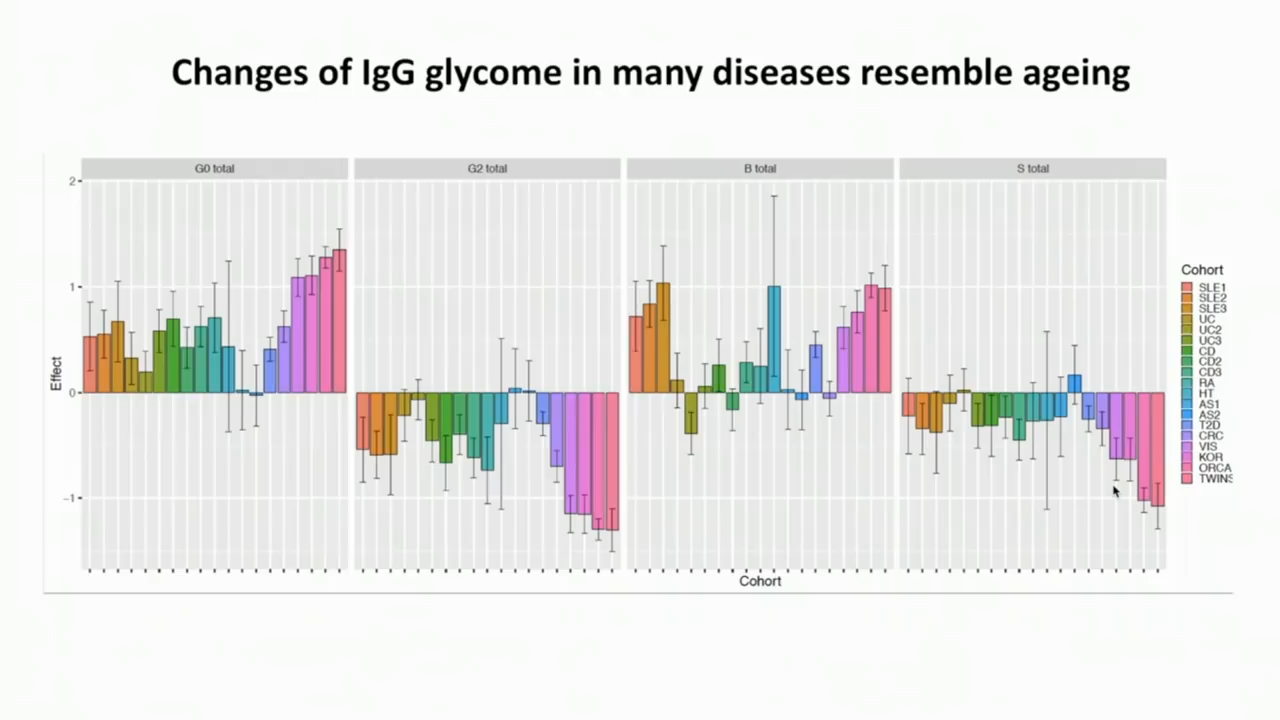 Changes of IgG glycome in many diseases resemble ageing
G0 total
G2 total
B total
S total
2
1
0
−1
Effect
Cohort
Cohort
SLE1
SLE2
SLE3
UC
UC2
UC3
CD
CD2
CD3
RA
HT
AS1
AS2
T2D
CRC
VIS
KOR
ORCA
TWINS